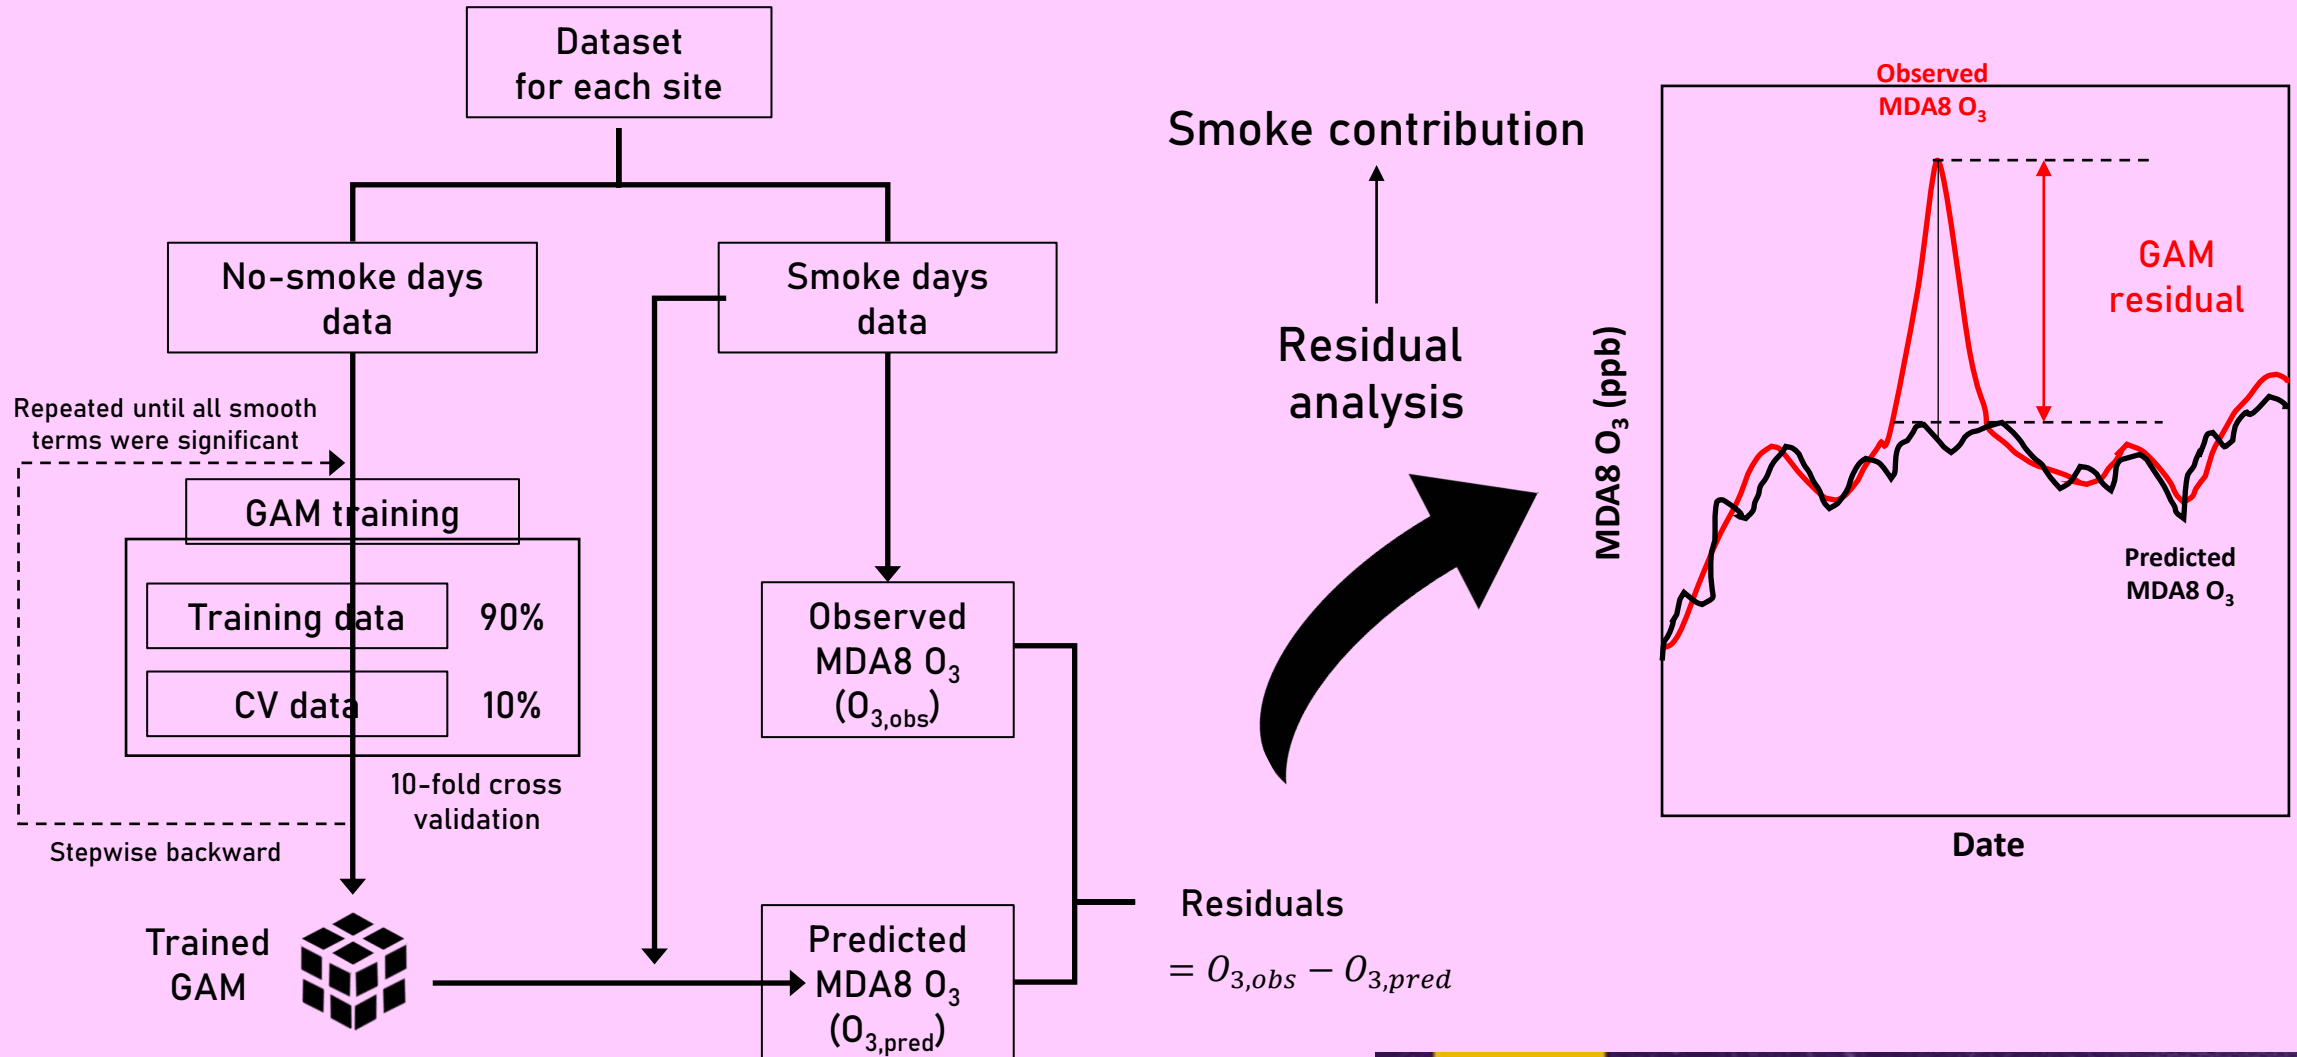 Dataset
for each site
No-smoke days
data
Smoke days
data
Repeated until all smooth
terms were significant
GAM training
Training data
90%
CV data
10%
10-fold cross
validation
Stepwise backward
Trained
GAM
Observed
MDA8 O₃
(O₃,obs)
Predicted
MDA8 O₃
(O₃,pred)
Residuals
= O₃,obs − O₃,pred
Smoke contribution
Residual
analysis
Observed
MDA8 O₃
GAM
residual
MDA8 O₃ (ppb)
Predicted
MDA8 O₃
Date